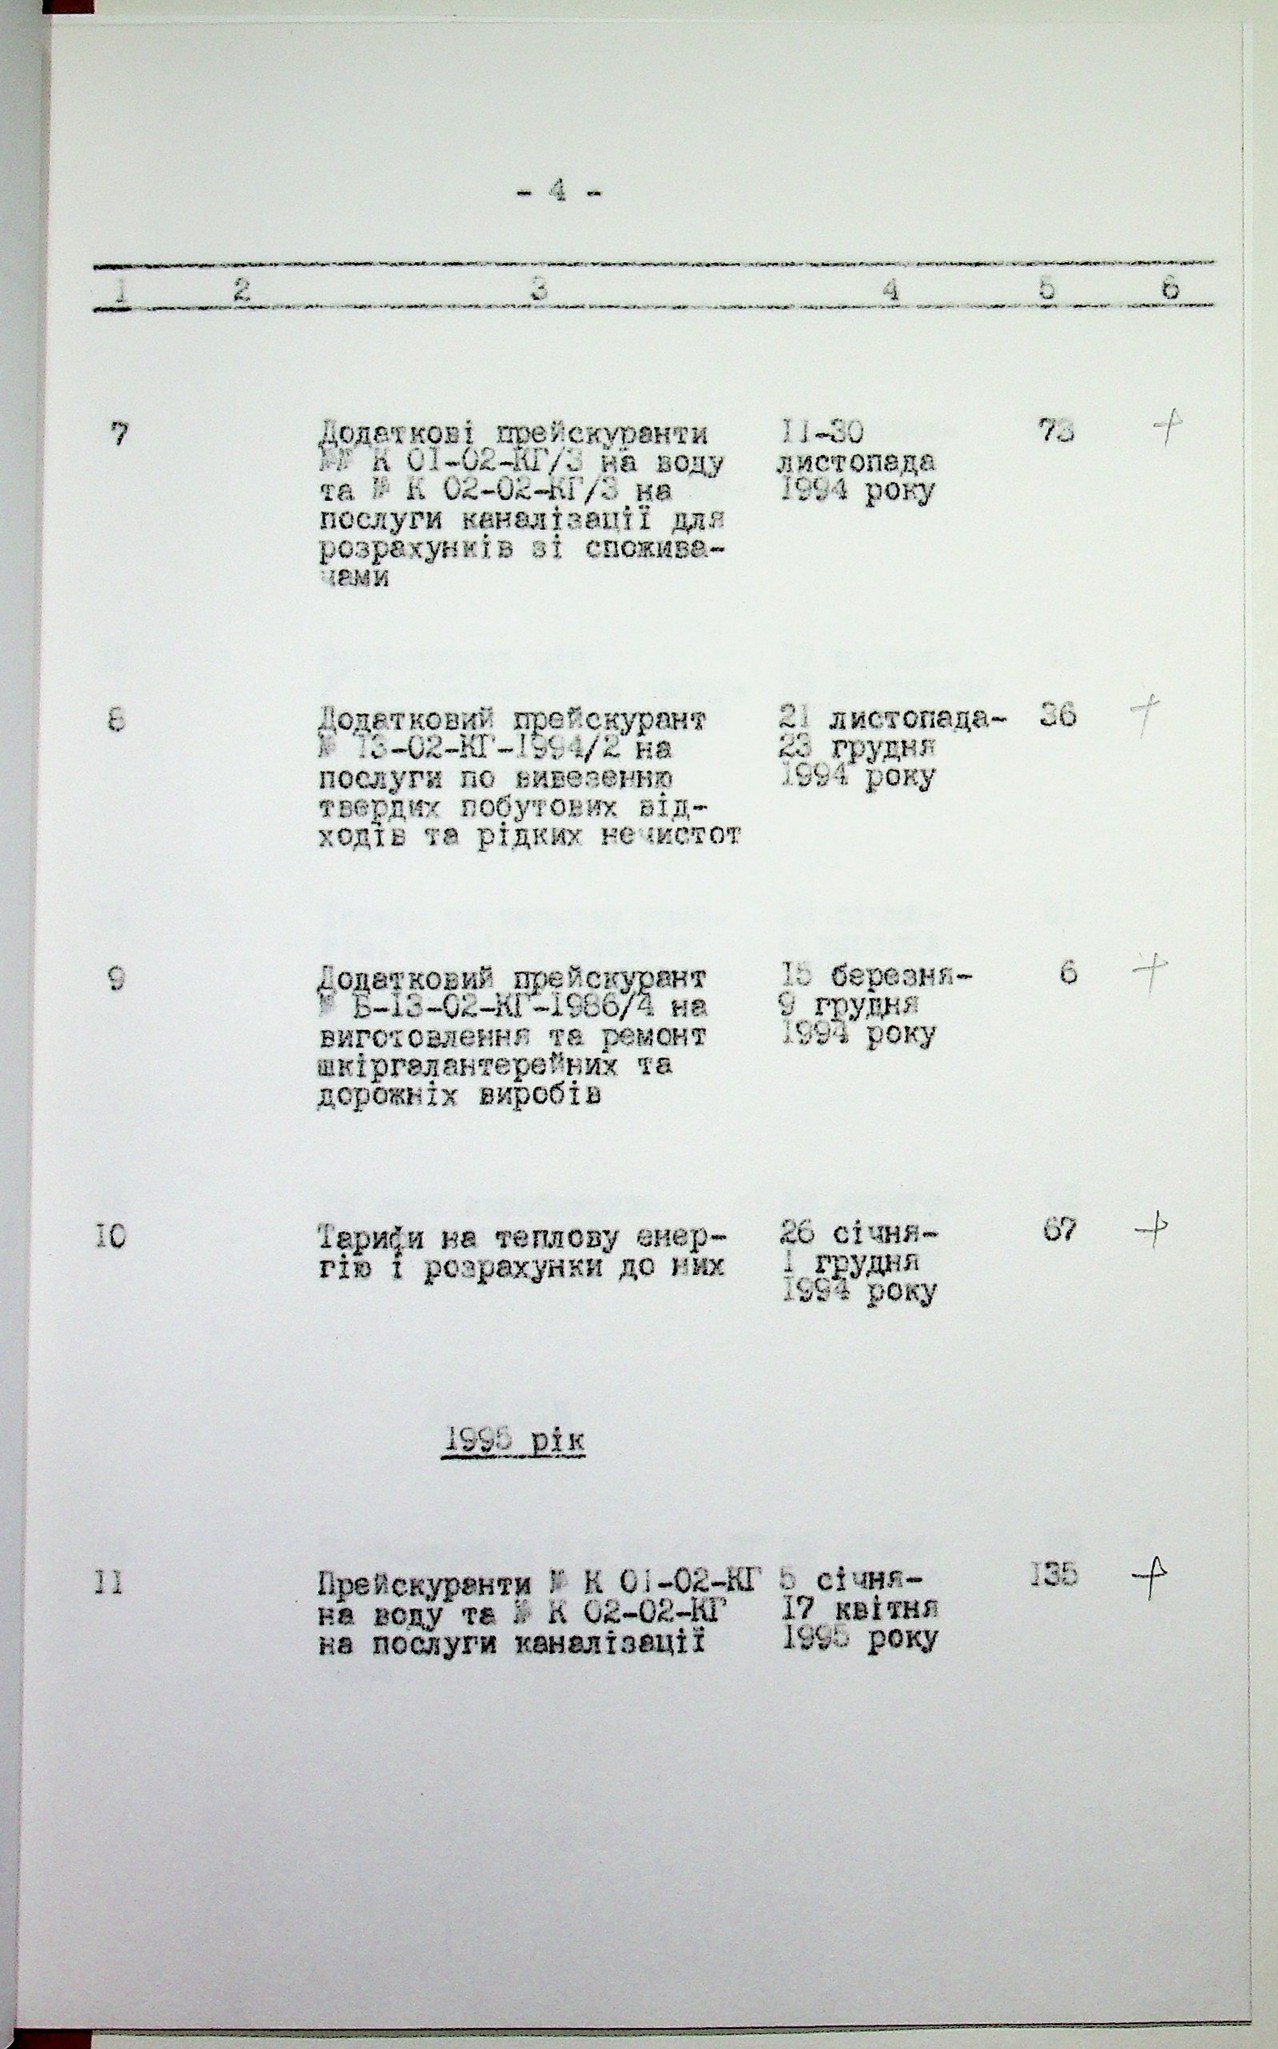 - 4 -
1 2 3 4 5 6
7 Додаткові прейскуранти 11-30 73 +
№№ К 01-02-КГ/3 на воду листопада
та № К 02-02-КГ/3 на 1994 року
послуги каналізації для
розрахунків зі спожива-
чами
8 Додатковий прейскурант 21 листопада- 36 +
№ 13-02-КГ-1994/2 на 23 грудня
послуги по вивезенню 1994 року
твердих побутових від-
ходів та рідких нечистот
9 Додатковий прейскурант 15 березня- 6 +
№ Б-13-02-КГ-1986/4 на 9 грудня
виготовлення та ремонт 1994 року
шкіргалантерейних та
дорожніх виробів
10 Тарифи на теплову енер- 26 січня- 67 +
гію і розрахунки до них 1 грудня
1994 року
1995 рік
11 Прейскуранти № К 01-02-КГ 5 січня- 135 +
на воду та № К 02-02-КГ 17 квітня
на послуги каналізації 1995 року